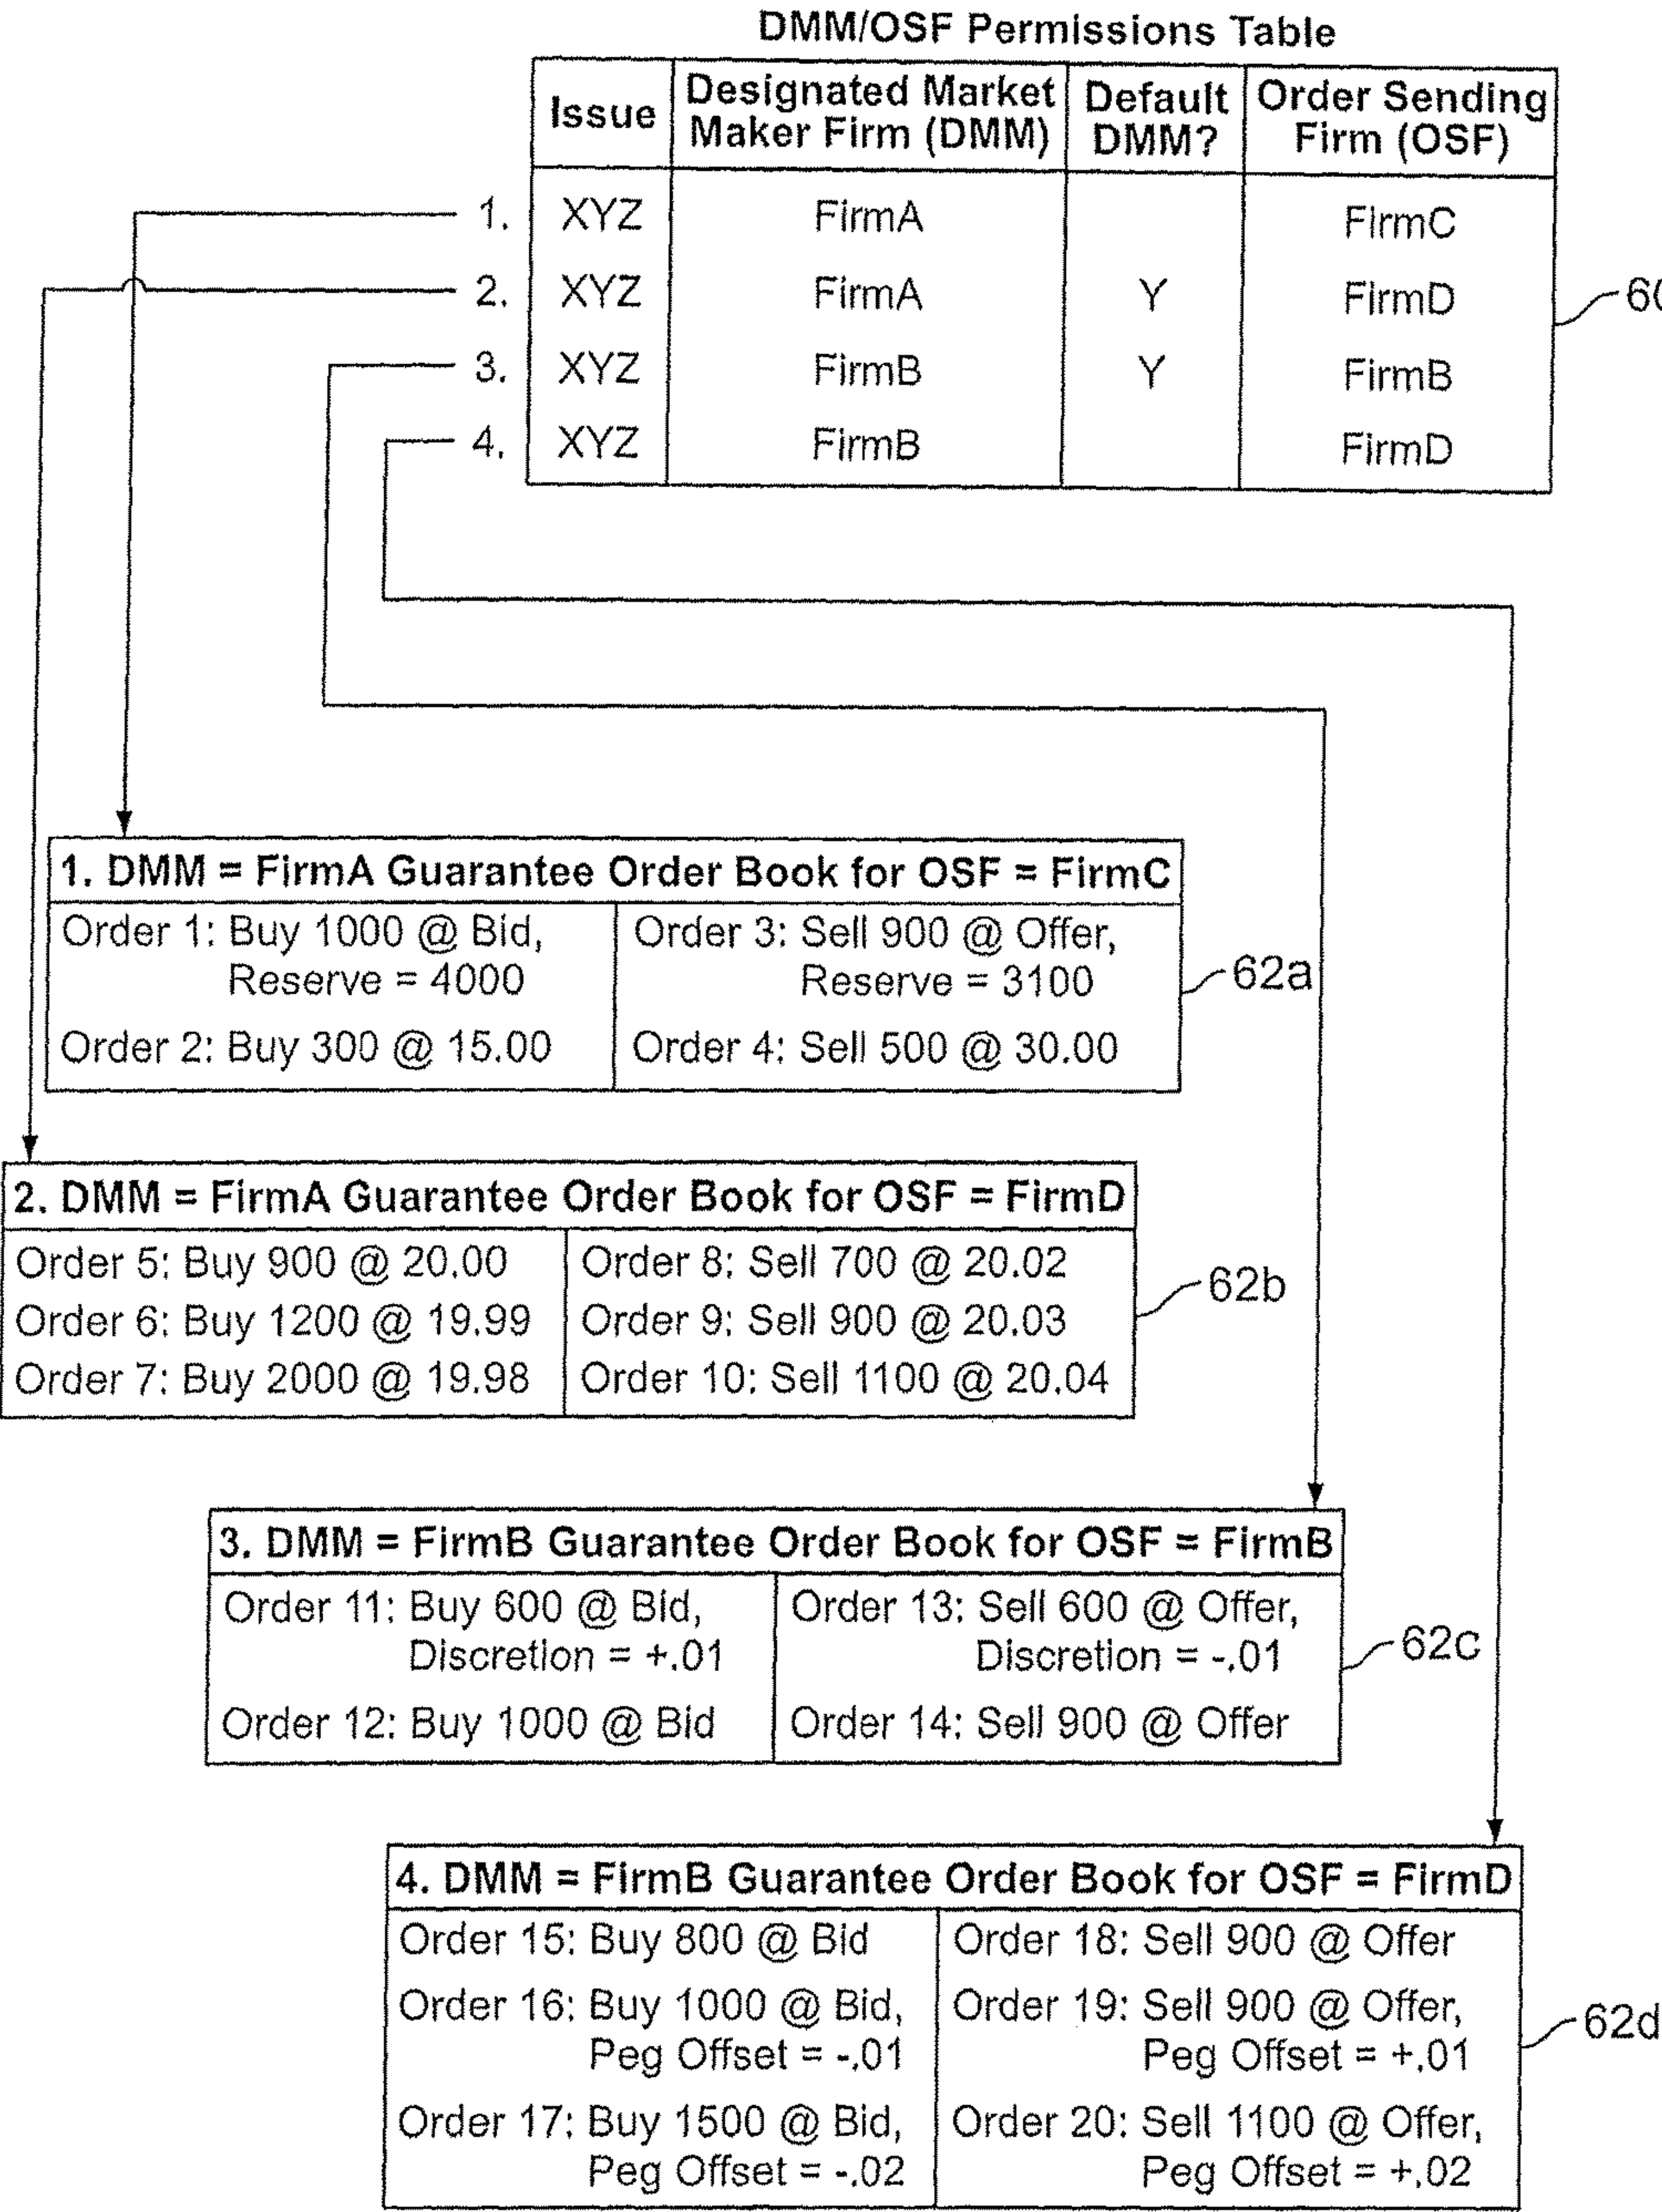 DMM/OSF Permissions Table
Issue
Designated Market
Maker Firm (DMM)
Default
DMM?
Order Sending
Firm (OSF)
1. XYZ FirmA FirmC
2. XYZ FirmA Y FirmD
3. XYZ FirmB Y FirmB
4. XYZ FirmB FirmD
1. DMM = FirmA Guarantee Order Book for OSF = FirmC
Order 1: Buy 1000 @ Bid,
Reserve = 4000
Order 2: Buy 300 @ 15.00
Order 3: Sell 900 @ Offer,
Reserve = 3100
Order 4: Sell 500 @ 30.00
62a
2. DMM = FirmA Guarantee Order Book for OSF = FirmD
Order 5: Buy 900 @ 20.00
Order 6: Buy 1200 @ 19.99
Order 7: Buy 2000 @ 19.98
Order 8: Sell 700 @ 20.02
Order 9: Sell 900 @ 20.03
Order 10: Sell 1100 @ 20.04
62b
3. DMM = FirmB Guarantee Order Book for OSF = FirmB
Order 11: Buy 600 @ Bid,
Discretion = +.01
Order 12: Buy 1000 @ Bid
Order 13: Sell 600 @ Offer,
Discretion = -.01
Order 14: Sell 900 @ Offer
62c
4. DMM = FirmB Guarantee Order Book for OSF = FirmD
Order 15: Buy 800 @ Bid
Order 16: Buy 1000 @ Bid,
Peg Offset = -.01
Order 17: Buy 1500 @ Bid,
Peg Offset = -.02
Order 18: Sell 900 @ Offer
Order 19: Sell 900 @ Offer,
Peg Offset = +.01
Order 20: Sell 1100 @ Offer,
Peg Offset = +.02
62d